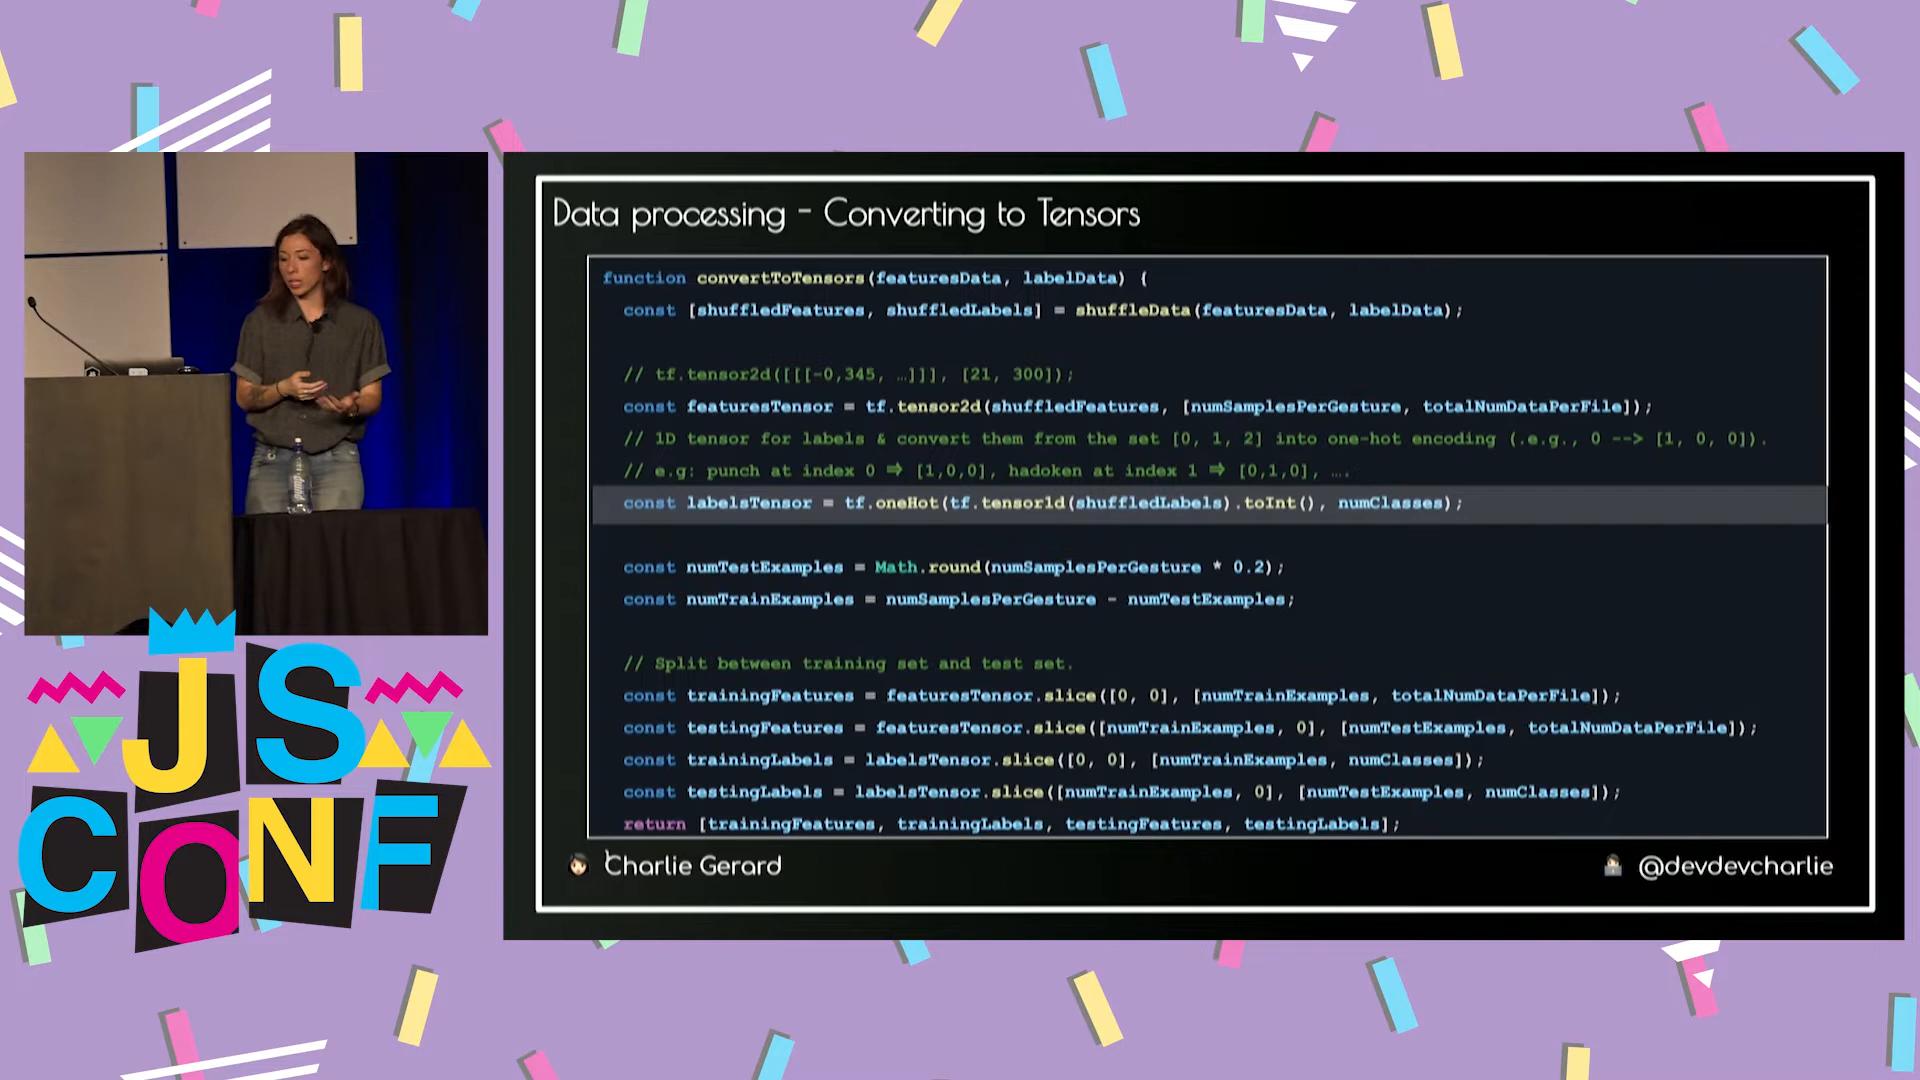 Data processing - Converting to Tensors
function convertToTensors(featuresData, labelData) {
const [shuffledFeatures, shuffledLabels] = shuffleData(featuresData, labelData);
// tf.tensor2d([[[-0,345, …]]], [21, 300]);
const featuresTensor = tf.tensor2d(shuffledFeatures, [numSamplesPerGesture, totalNumDataPerFile]);
// 1D tensor for labels & convert them from the set [0, 1, 2] into one-hot encoding (.e.g., 0 --> [1, 0, 0]).
// e.g: punch at index 0 => [1,0,0], hadoken at index 1 => [0,1,0], ….
const labelsTensor = tf.oneHot(tf.tensor1d(shuffledLabels).toInt(), numClasses);
const numTestExamples = Math.round(numSamplesPerGesture * 0.2);
const numTrainExamples = numSamplesPerGesture - numTestExamples;
// Split between training set and test set.
const trainingFeatures = featuresTensor.slice([0, 0], [numTrainExamples, totalNumDataPerFile]);
const testingFeatures = featuresTensor.slice([numTrainExamples, 0], [numTestExamples, totalNumDataPerFile]);
const trainingLabels = labelsTensor.slice([0, 0], [numTrainExamples, numClasses]);
const testingLabels = labelsTensor.slice([numTrainExamples, 0], [numTestExamples, numClasses]);
return [trainingFeatures, trainingLabels, testingFeatures, testingLabels];
Charlie Gerard
@devdevcharlie
JS
CONF
pump